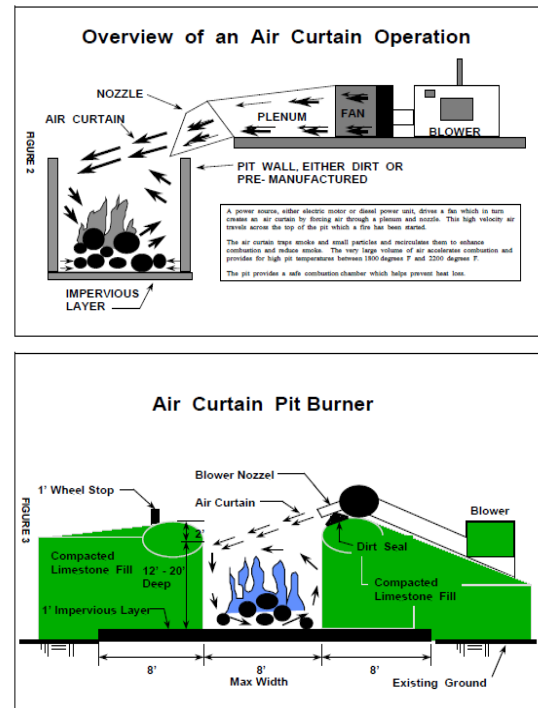 Overview of an Air Curtain Operation
NOZZLE
AIR CURTAIN
PLENUM
FAN
BLOWER
FIGURE 2
PIT WALL, EITHER DIRT OR
PRE- MANUFACTURED
A power source, either electric motor or diesel power unit, drives a fan which in turn
creates an air curtain by forcing air through a plenum and nozzle. This high velocity air
travels across the top of the pit which a fire has been started.
The air curtain traps smoke and small particles and recirculates them to enhance
combustion and reduce smoke. The very large volume of air accelerates combustion and
provides for high pit temperatures between 1800 degrees F and 2200 degrees F.
The pit provides a safe combustion chamber which helps prevent heat loss.
IMPERVIOUS
LAYER
Air Curtain Pit Burner
Blower Nozzel
1' Wheel Stop
Air Curtain
Blower
FIGURE 3
2'
Dirt Seal
Compacted
Limestone Fill
12' - 20'
Deep
Compacted
Limestone Fill
1' Impervious Layer
8'
8'
8'
Max Width
Existing Ground